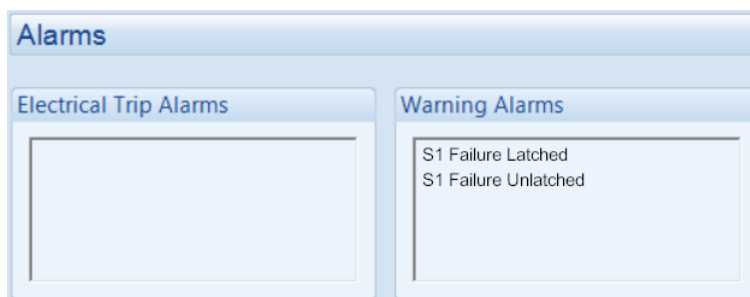 Alarms
Electrical Trip Alarms
Warning Alarms
S1 Failure Latched
S1 Failure Unlatched